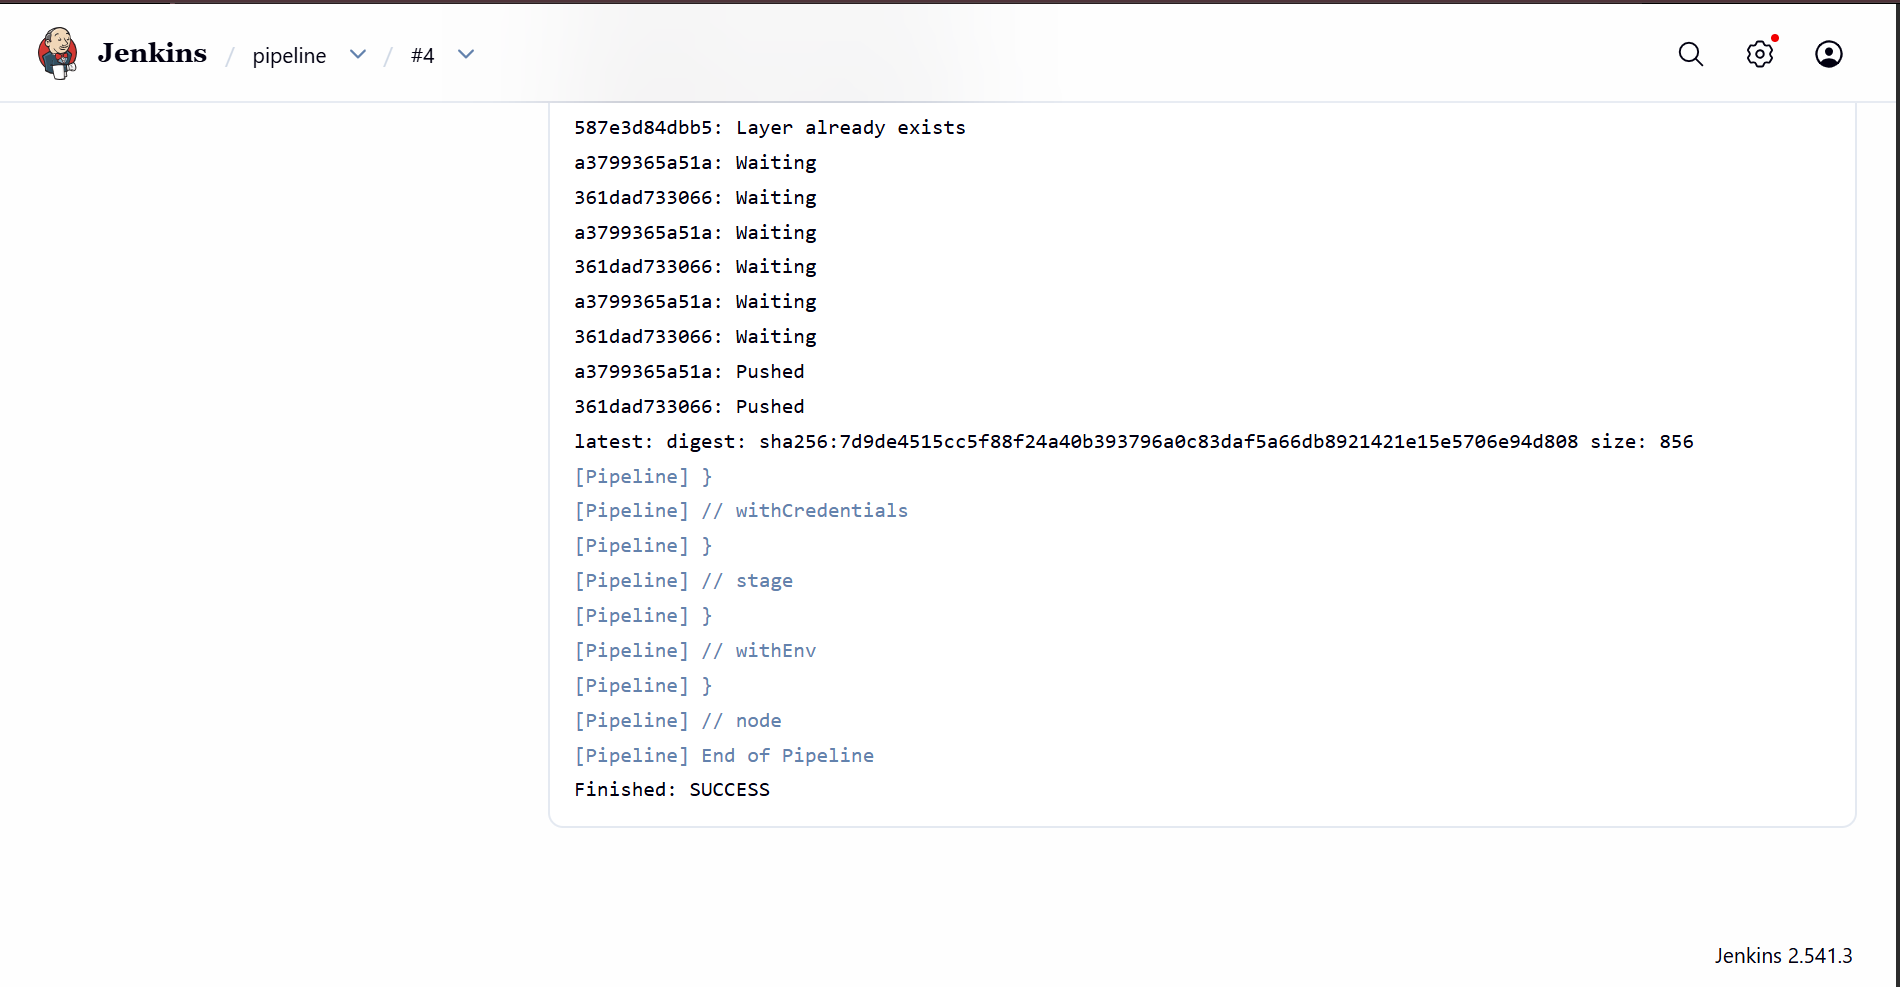 Jenkins / pipeline / #4
587e3d84dbb5: Layer already exists
a3799365a51a: Waiting
361dad733066: Waiting
a3799365a51a: Waiting
361dad733066: Waiting
a3799365a51a: Waiting
361dad733066: Waiting
a3799365a51a: Pushed
361dad733066: Pushed
latest: digest: sha256:7d9de4515cc5f88f24a40b393796a0c83daf5a66db8921421e15e5706e94d808 size: 856
[Pipeline] }
[Pipeline] // withCredentials
[Pipeline] }
[Pipeline] // stage
[Pipeline] }
[Pipeline] // withEnv
[Pipeline] }
[Pipeline] // node
[Pipeline] End of Pipeline
Finished: SUCCESS
Jenkins 2.541.3